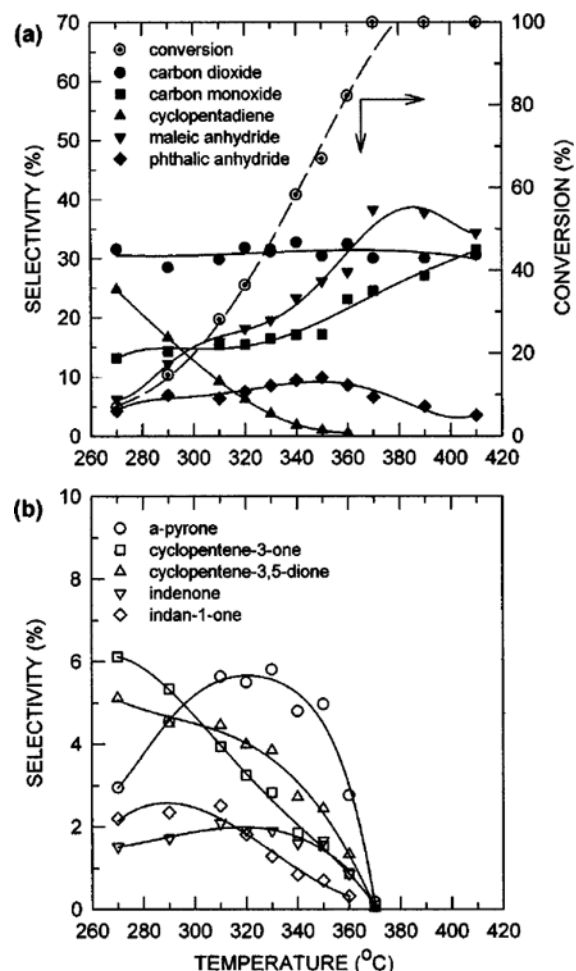 (a)
conversion
carbon dioxide
carbon monoxide
cyclopentadiene
maleic anhydride
phthalic anhydride
SELECTIVITY (%)
70
60
50
40
30
20
10
0
CONVERSION (%)
100
80
60
40
20
0
260 280 300 320 340 360 380 400 420
(b)
a-pyrone
cyclopentene-3-one
cyclopentene-3,5-dione
indenone
indan-1-one
SELECTIVITY (%)
10
8
6
4
2
0
260 280 300 320 340 360 380 400 420
TEMPERATURE (°C)